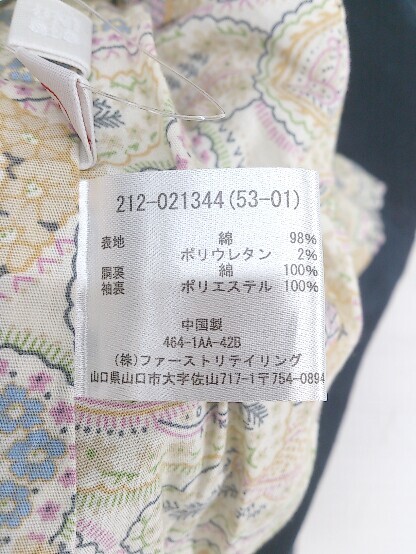 212-021344(53-01)
表地 綿 98%
ポリウレタン 2%
胴裏 綿 100%
袖裏 ポリエステル 100%
中国製
464-1AA-42B
(株)ファーストリテイリング
山口県山口市大字佐山717-1〒754-0894